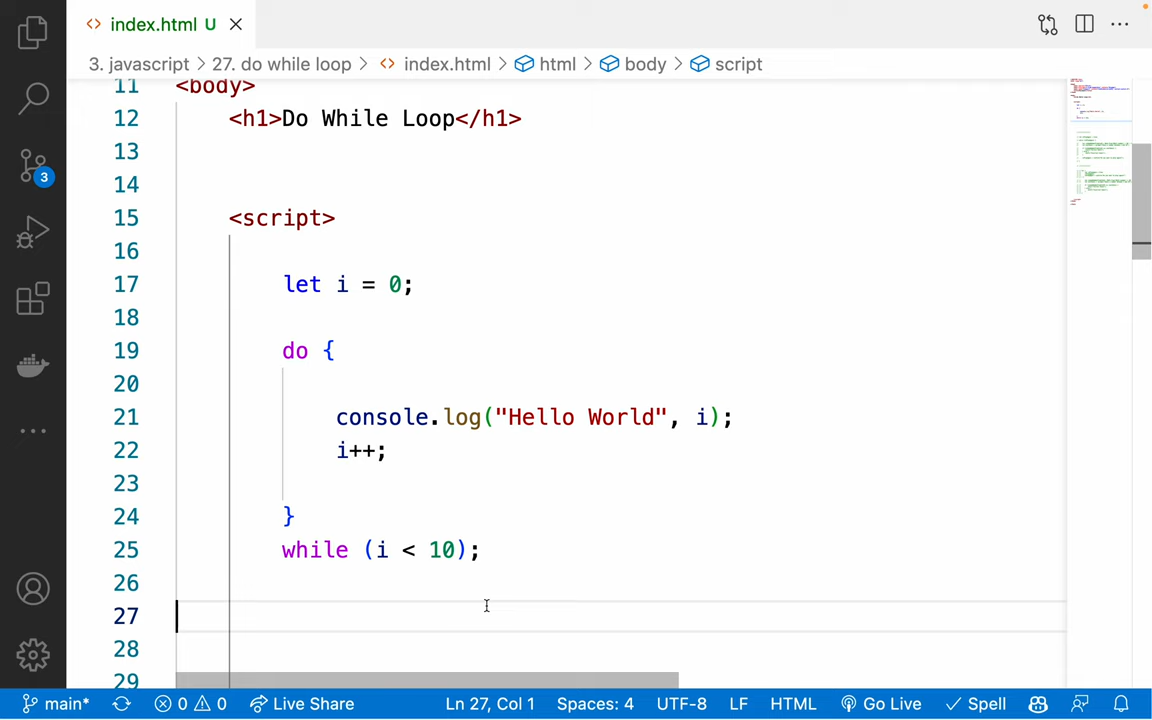 index.html U
3. javascript > 27. do while loop > index.html > html > body > script
11 <body>
12 <h1>Do While Loop</h1>
13
14
15 <script>
16
17 let i = 0;
18
19 do {
20
21 console.log("Hello World", i);
22 i++;
23
24 }
25 while (i < 10);
26
27
28
29
3
main* 0 0 Live Share Ln 27, Col 1 Spaces: 4 UTF-8 LF HTML Go Live Spell